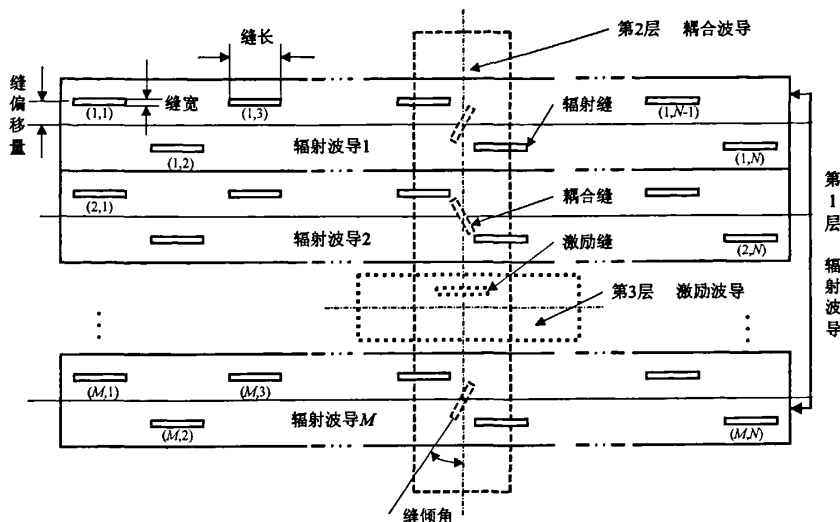 缝长
第2层 耦合波导
缝偏移量
缝宽
辐射缝
(1,1)
(1,3)
(1,N-1)
(1,2)
辐射波导1
(1,N)
(2,1)
耦合缝
辐射波导2
激励缝
(2,N)
第1层 辐射波导
第3层 激励波导
(M,1)
(M,3)
(M,2)
辐射波导M
(M,N)
缝倾角